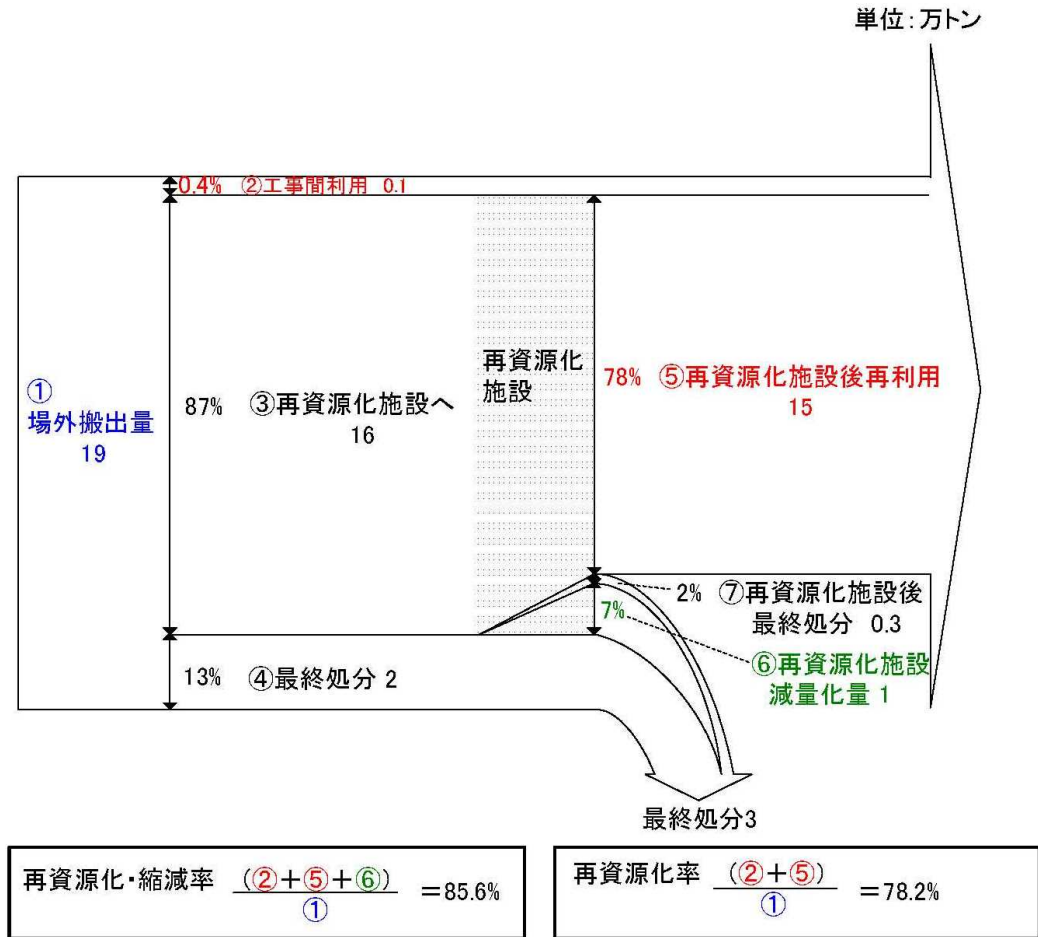 単位:万トン
0.4% ②工事間利用 0.1
①
場外搬出量
19
87%
③再資源化施設へ
16
再資源化
施設
78% ⑤再資源化施設後再利用
15
2% ⑦再資源化施設後
最終処分 0.3
7%
⑥再資源化施設
減量化量 1
13% ④最終処分 2
最終処分3
再資源化・縮減率 (②+⑤+⑥) =85.6%
①
再資源化率 (②+⑤) =78.2%
①